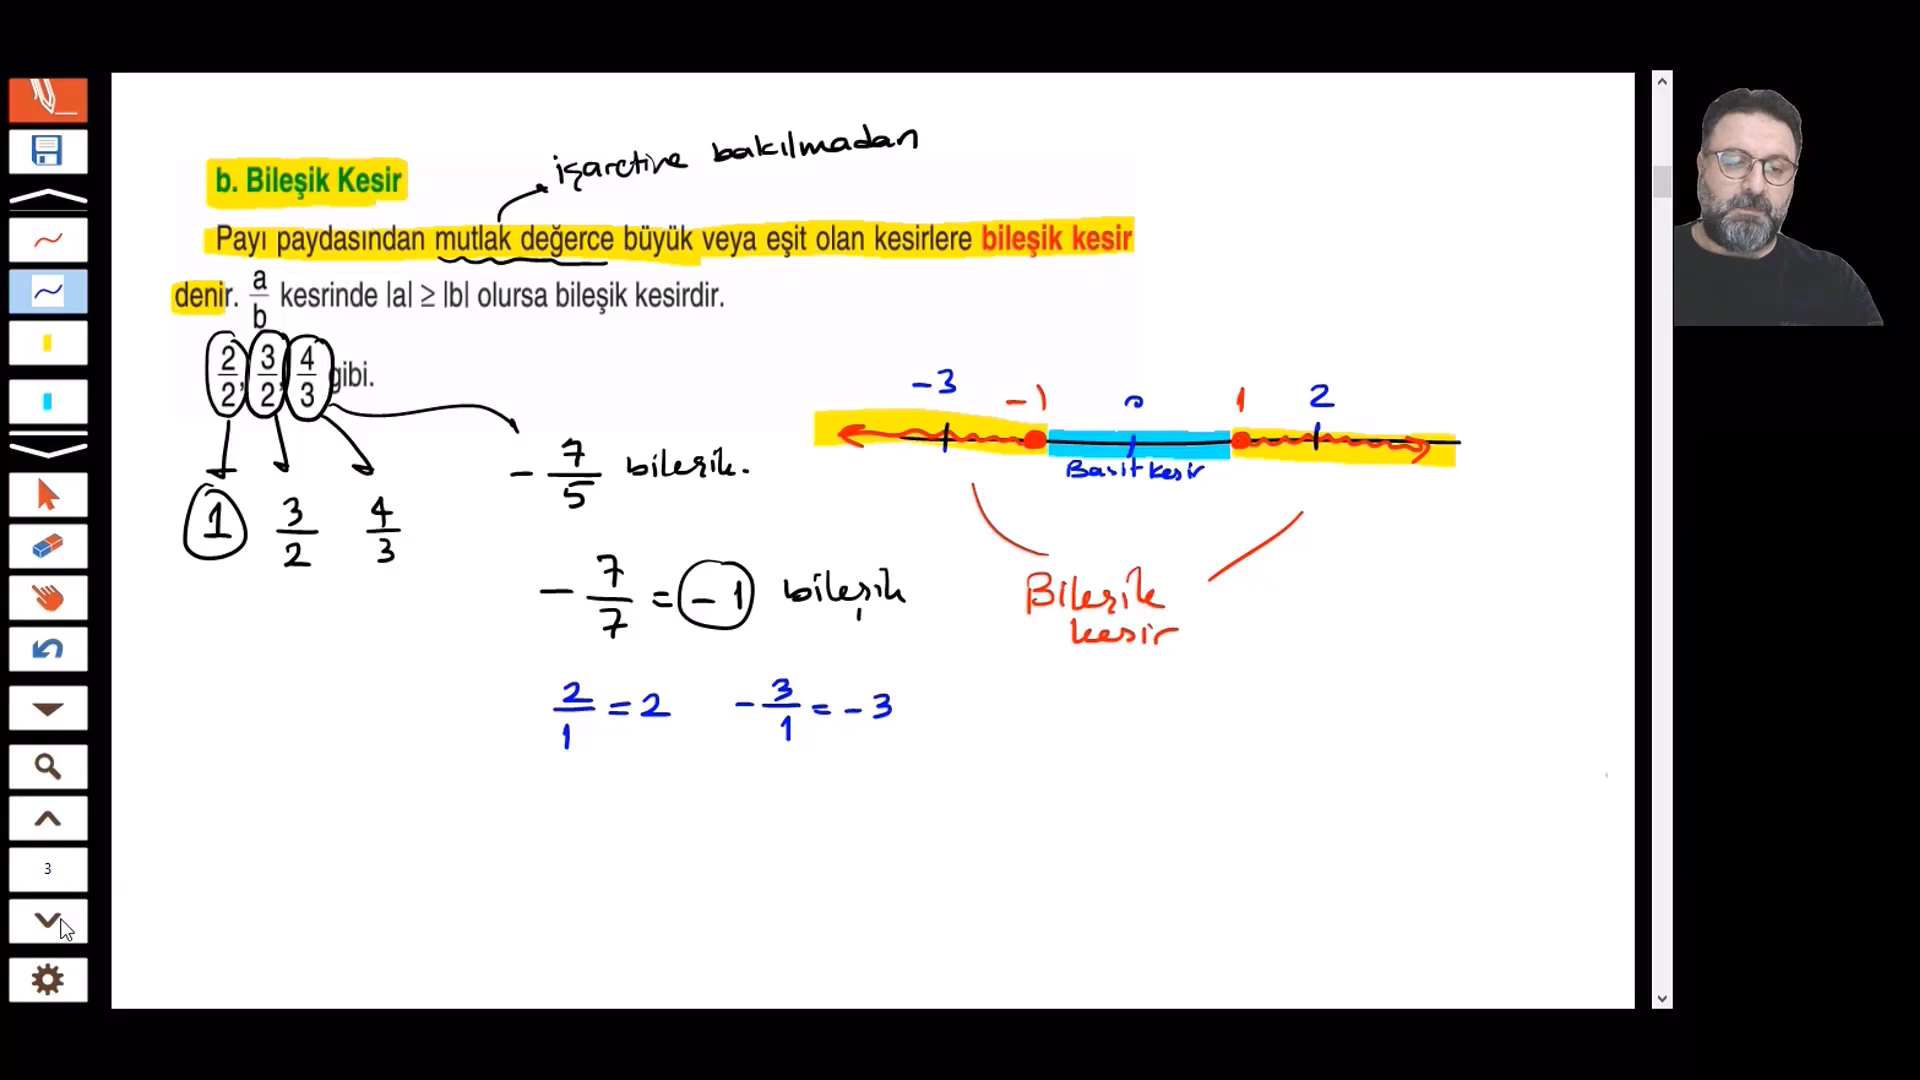 işaretine bakılmadan
b. Bileşik Kesir
Payı paydasından mutlak değerce büyük veya eşit olan kesirlere bileşik kesir
denir. a/b kesrinde |a| ≥ |b| olursa bileşik kesirdir.
2/2, 3/2, 4/3 gibi.
-3 -1 0 1 2
Basit kesir
1 3/2 4/3
- 7/5 bileşik.
- 7/7 = -1 bileşik
Bileşik
kesir
2/1 = 2 - 3/1 = -3
3